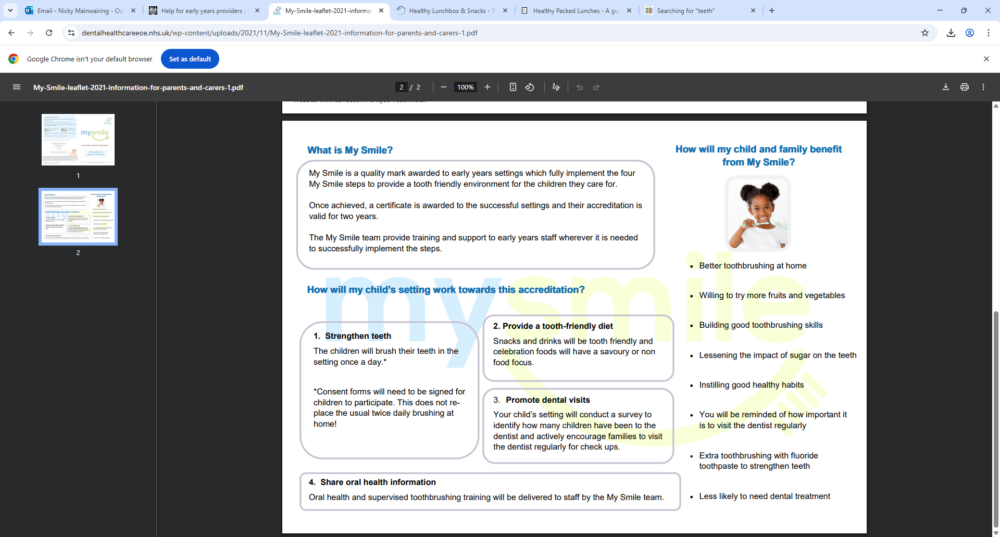 Email - Nicky Mainwairing - Ou
Help for early years providers :
My-Smile-leaflet-2021-informa
Healthy Lunchbox & Snacks - Y
Healthy Packed Lunches - A gui
Searching for "teeth"
dentalhealthcareeoe.nhs.uk/wp-content/uploads/2021/11/My-Smile-leaflet-2021-information-for-parents-and-carers-1.pdf
Google Chrome isn't your default browser
Set as default
My-Smile-leaflet-2021-information-for-parents-and-carers-1.pdf
2 / 2
100%
mysmile
1
2
What is My Smile?
My Smile is a quality mark awarded to early years settings which fully implement the four
My Smile steps to provide a tooth friendly environment for the children they care for.
Once achieved, a certificate is awarded to the successful settings and their accreditation is
valid for two years.
The My Smile team provide training and support to early years staff wherever it is needed
to successfully implement the steps.
mysmile
How will my child's setting work towards this accreditation?
1. Strengthen teeth
The children will brush their teeth in the
setting once a day.*
*Consent forms will need to be signed for
children to participate. This does not re-
place the usual twice daily brushing at
home!
2. Provide a tooth-friendly diet
Snacks and drinks will be tooth friendly and
celebration foods will have a savoury or non
food focus.
3. Promote dental visits
Your child's setting will conduct a survey to
identify how many children have been to the
dentist and actively encourage families to visit
the dentist regularly for check ups.
4. Share oral health information
Oral health and supervised toothbrushing training will be delivered to staff by the My Smile team.
How will my child and family benefit
from My Smile?
• Better toothbrushing at home
• Willing to try more fruits and vegetables
• Building good toothbrushing skills
• Lessening the impact of sugar on the teeth
• Instilling good healthy habits
• You will be reminded of how important it
is to visit the dentist regularly
• Extra toothbrushing with fluoride
toothpaste to strengthen teeth
• Less likely to need dental treatment